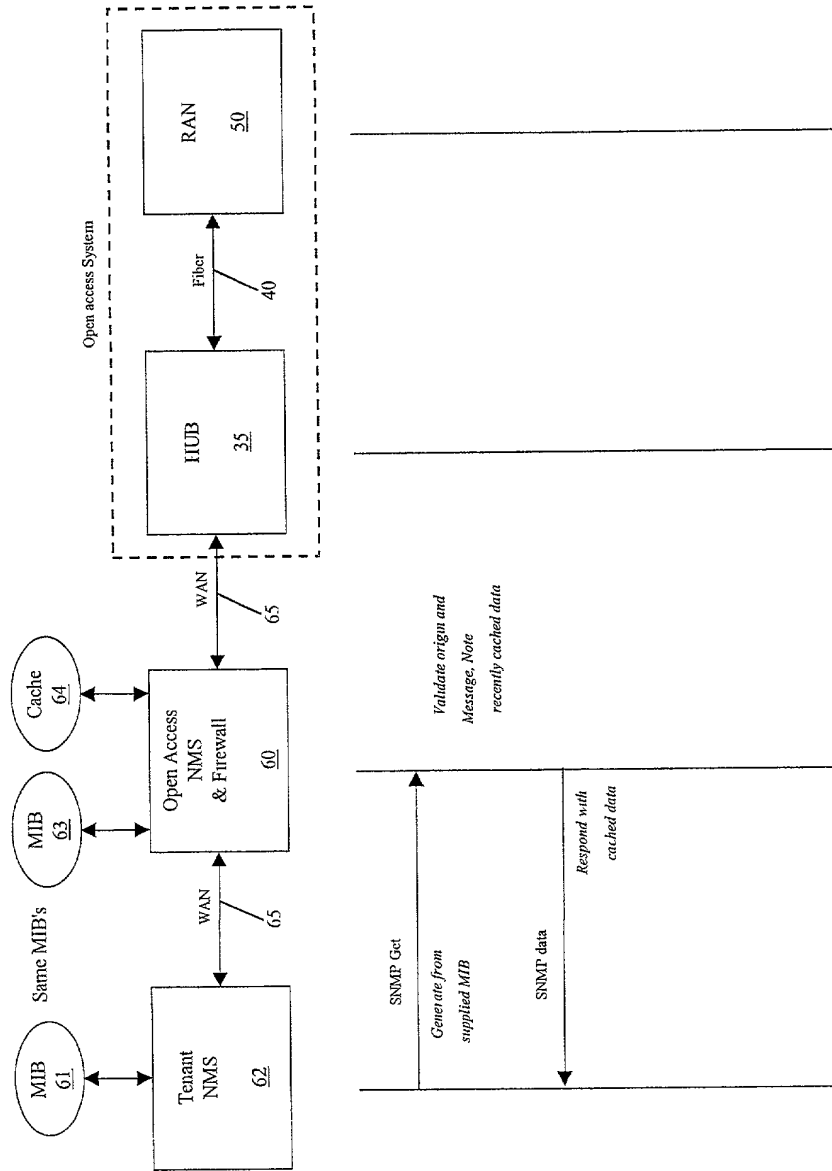 Open access System
MIB
61
Same MIB's
MIB
63
Cache
64
Tenant
NMS
62
WAN
65
Open Access
NMS
& Firewall
60
WAN
65
HUB
35
Fiber
40
RAN
50
SNMP Get
Generate from
supplied MIB
Validate origin and
Message, Note
recently cached data
SNMP data
Respond with
cached data